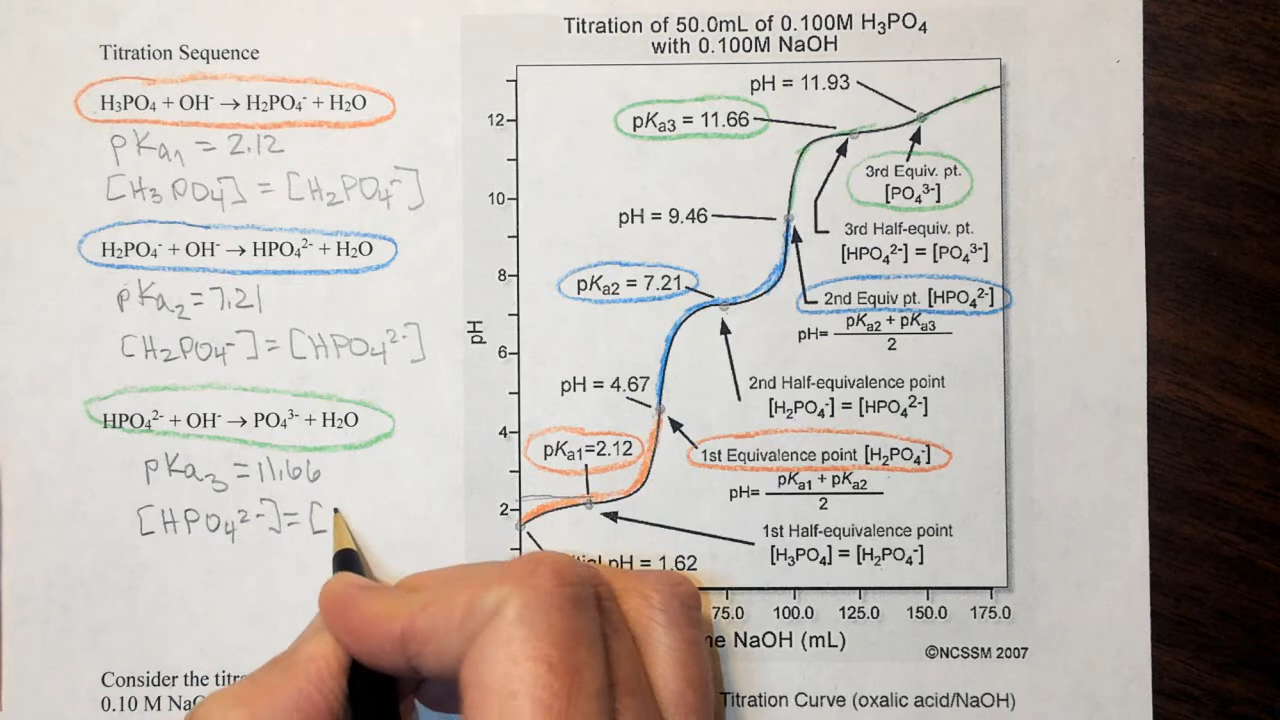 Titration Sequence
H₃PO₄ + OH⁻ → H₂PO₄⁻ + H₂O
pKa₁ = 2.12
[H₃PO₄] = [H₂PO₄⁻]
H₂PO₄⁻ + OH⁻ → HPO₄²⁻ + H₂O
pKa₂ = 7.21
[H₂PO₄⁻] = [HPO₄²⁻]
HPO₄²⁻ + OH⁻ → PO₄³⁻ + H₂O
pKa₃ = 11.66
[HPO₄²⁻] = [
Consider the
0.10 M
Titration of 50.0mL of 0.100M H₃PO₄
with 0.100M NaOH
pH = 11.93
pKa3 = 11.66
3rd Equiv. pt.
[PO₄³⁻]
pH = 9.46
3rd Half-equiv. pt.
[HPO₄²⁻] = [PO₄³⁻]
pKa2 = 7.21
2nd Equiv pt. [HPO₄²⁻]
pH= pKa2 + pKa3
2
pH = 4.67
2nd Half-equivalence point
[H₂PO₄⁻] = [HPO₄²⁻]
pKa1=2.12
1st Equivalence point [H₂PO₄⁻]
pH= pKa1 + pKa2
2
1st Half-equivalence point
[H₃PO₄] = [H₂PO₄⁻]
pH = 1.62
pH
12
10
8
6
4
2
75.0 100.0 125.0 150.0 175.0
NaOH (mL)
©NCSSM 2007
Titration Curve (oxalic acid/NaOH)